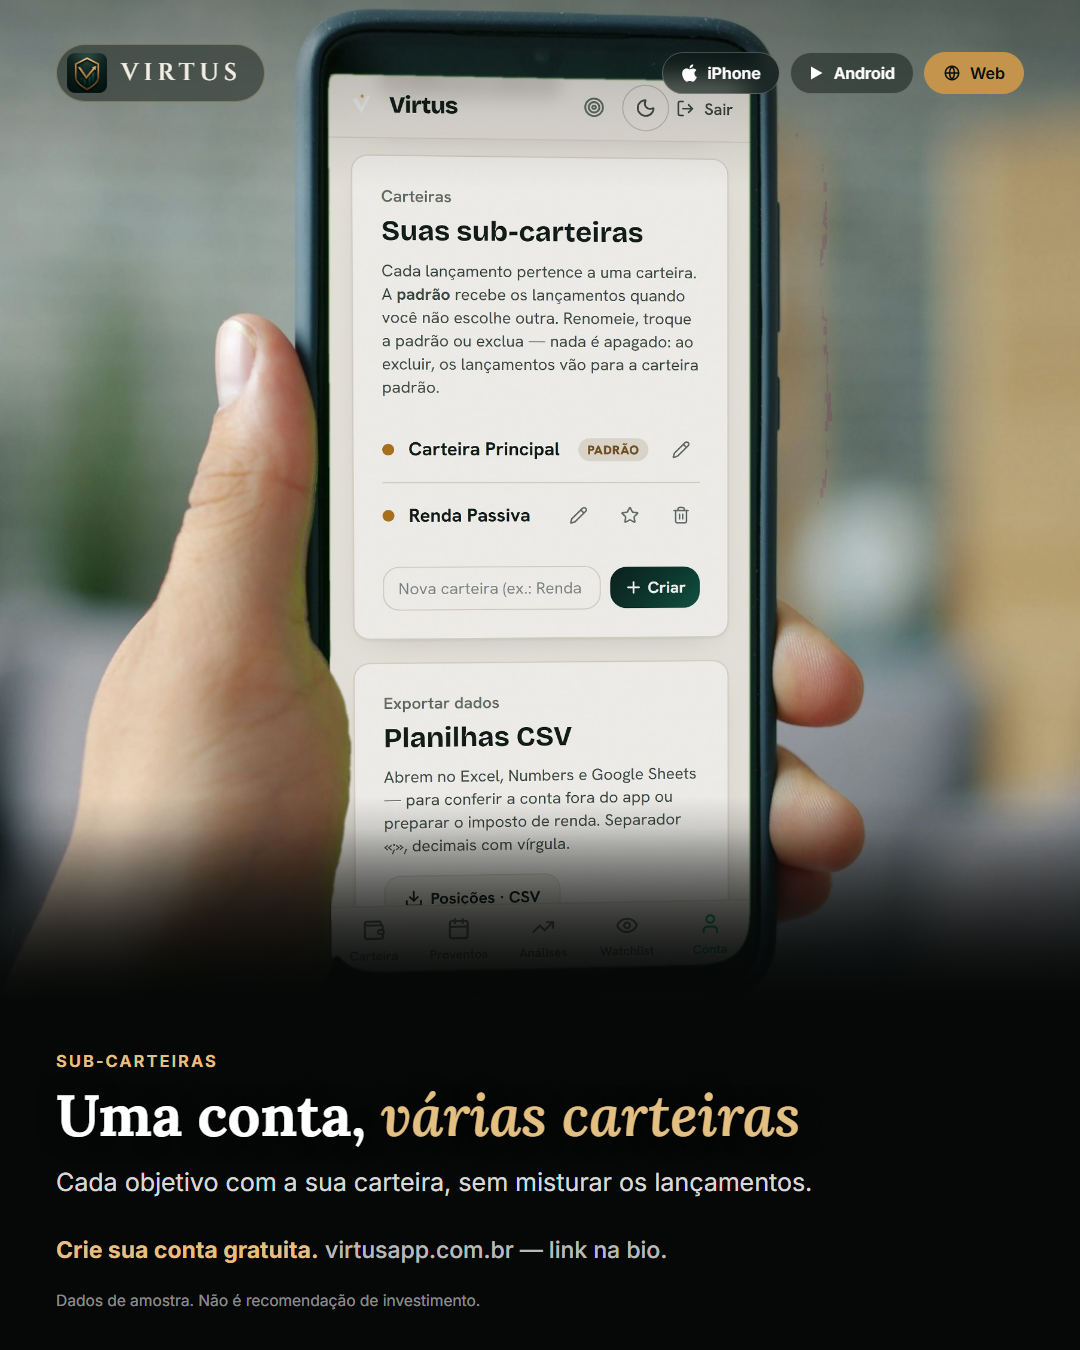 VIRTUS
iPhone
Android
Web
Virtus
Sair
Carteiras
Suas sub-carteiras
Cada lançamento pertence a uma carteira.
A padrão recebe os lançamentos quando
você não escolhe outra. Renomeie, troque
a padrão ou exclua — nada é apagado: ao
excluir, os lançamentos vão para a carteira
padrão.
Carteira Principal PADRÃO
Renda Passiva
Nova carteira (ex.: Renda
+ Criar
Exportar dados
Planilhas CSV
Abrem no Excel, Numbers e Google Sheets
— para conferir a conta fora do app ou
preparar o imposto de renda. Separador
«;», decimais com vírgula.
Posições · CSV
Carteira Proventos Análises Watchlist Conta
SUB-CARTEIRAS
Uma conta, várias carteiras
Cada objetivo com a sua carteira, sem misturar os lançamentos.
Crie sua conta gratuita. virtusapp.com.br — link na bio.
Dados de amostra. Não é recomendação de investimento.